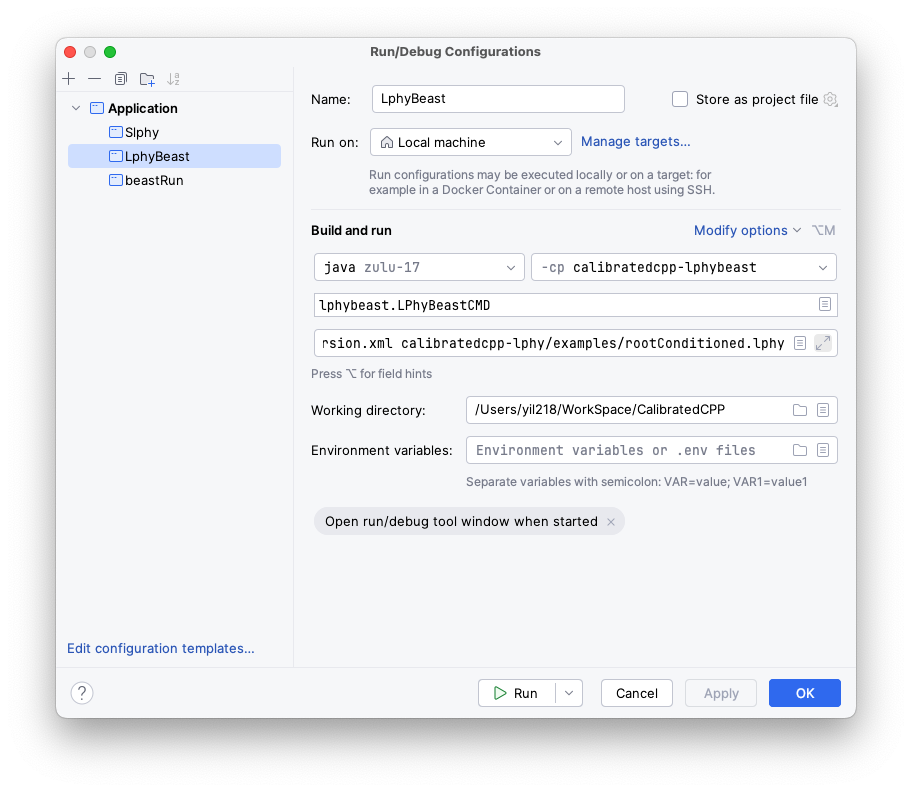 Run/Debug Configurations
Application
Slphy
LphyBeast
beastRun
Edit configuration templates...
Name:
LphyBeast
Store as project file
Run on:
Local machine
Manage targets...
Run configurations may be executed locally or on a target: for
example in a Docker Container or on a remote host using SSH.
Build and run
Modify options
⌥M
java zulu-17
-cp calibratedcpp-lphybeast
lphybeast.LPhyBeastCMD
rsion.xml calibratedcpp-lphy/examples/rootConditioned.lphy
Press ⌥ for field hints
Working directory:
/Users/yil218/WorkSpace/CalibratedCPP
Environment variables:
Environment variables or .env files
Separate variables with semicolon: VAR=value; VAR1=value1
Open run/debug tool window when started
?
Run
Cancel
Apply
OK